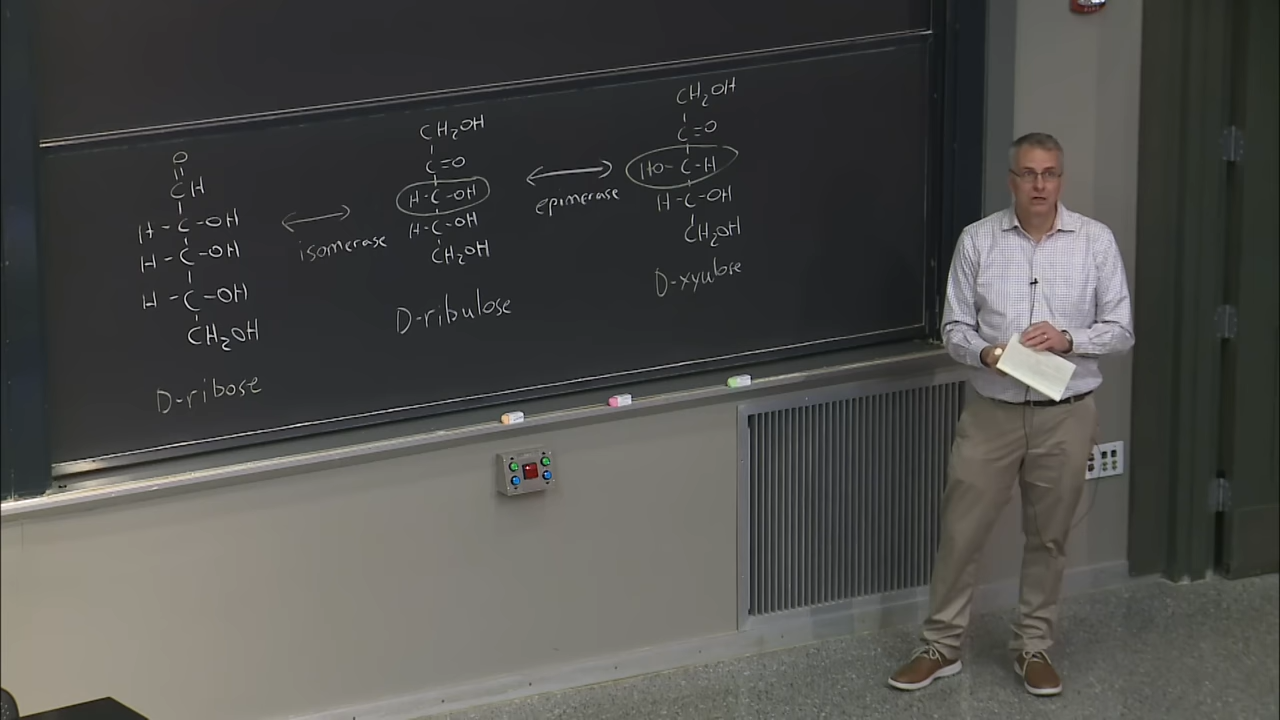 O
CH
H-C-OH
H-C-OH
H-C-OH
CH2OH
D-ribose
isomerase
CH2OH
C=O
H-C-OH
H-C-OH
CH2OH
D-ribulose
epimerase
CH2OH
C=O
HO-C-H
H-C-OH
CH2OH
D-xyulose